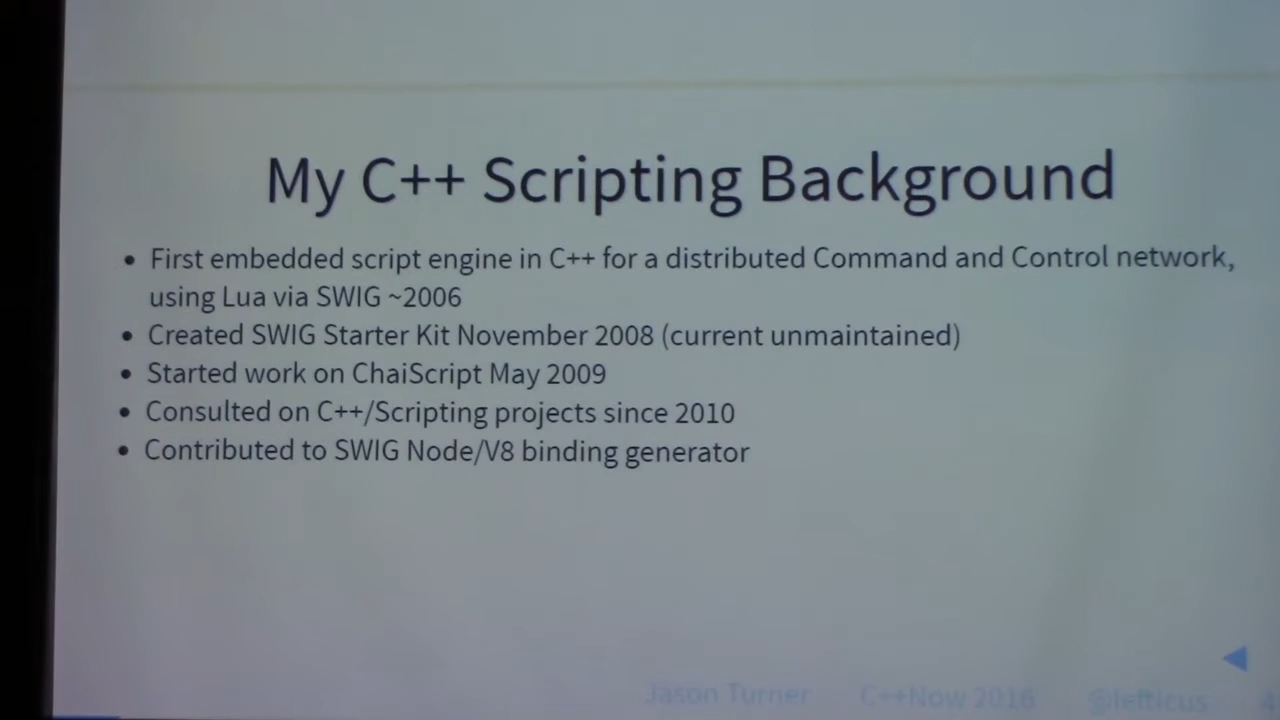 My C++ Scripting Background
• First embedded script engine in C++ for a distributed Command and Control network,
using Lua via SWIG ~2006
• Created SWIG Starter Kit November 2008 (current unmaintained)
• Started work on ChaiScript May 2009
• Consulted on C++/Scripting projects since 2010
• Contributed to SWIG Node/V8 binding generator
Jason Turner C++Now 2016 @lefticus